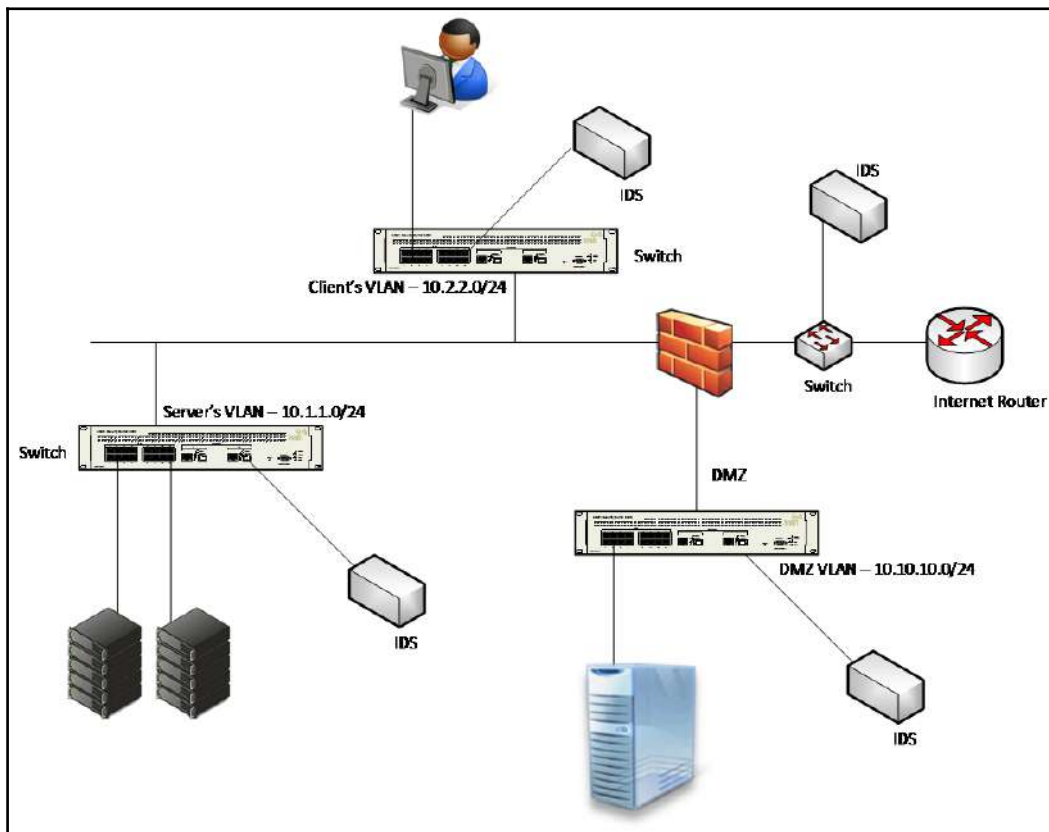 IDS
IDS
Switch
Client's VLAN – 10.2.2.0/24
Switch
Internet Router
Server's VLAN – 10.1.1.0/24
Switch
DMZ
DMZ VLAN – 10.10.10.0/24
IDS
IDS